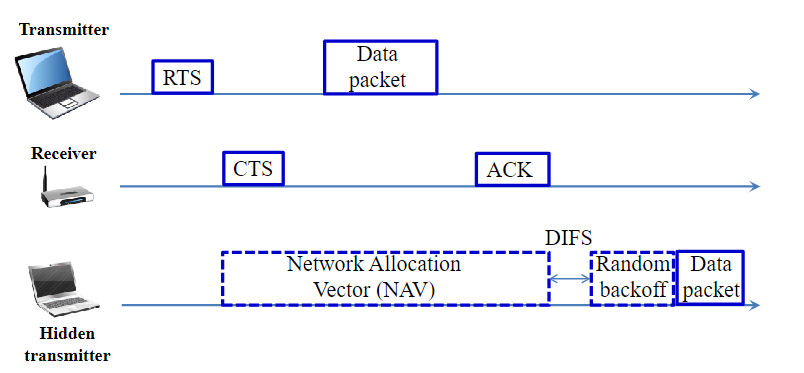 Transmitter
RTS
Data
packet
Receiver
CTS
ACK
DIFS
Network Allocation
Vector (NAV)
Random
backoff
Data
packet
Hidden
transmitter